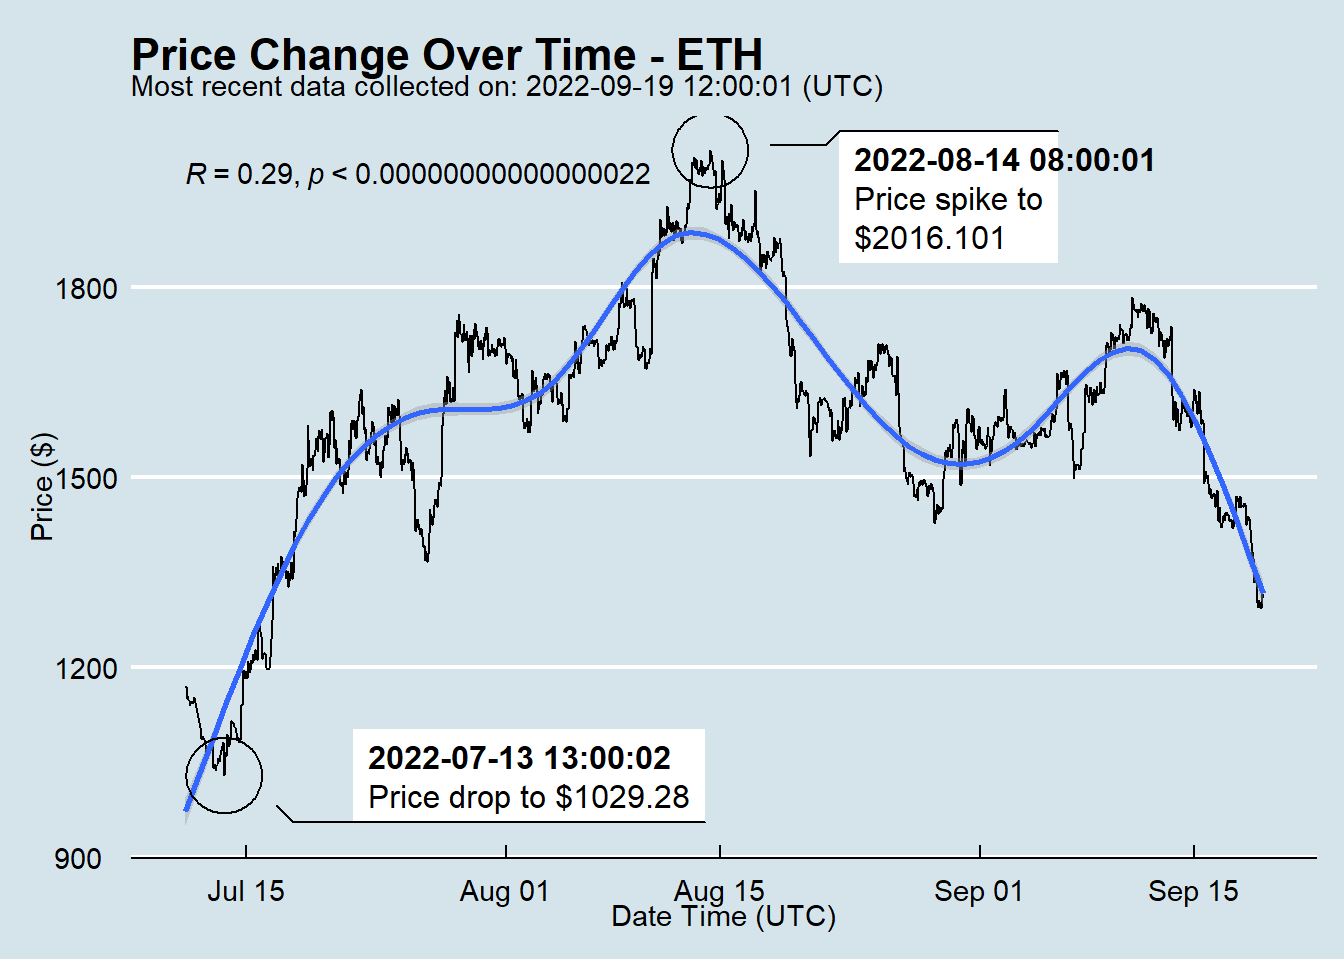 Price Change Over Time - ETH
Most recent data collected on: 2022-09-19 12:00:01 (UTC)
R = 0.29, p < 0.00000000000000022
2022-08-14 08:00:01
Price spike to
$2016.101
1800
1500
1200
900
Price ($)
2022-07-13 13:00:02
Price drop to $1029.28
Jul 15
Aug 01
Aug 15
Sep 01
Sep 15
Date Time (UTC)